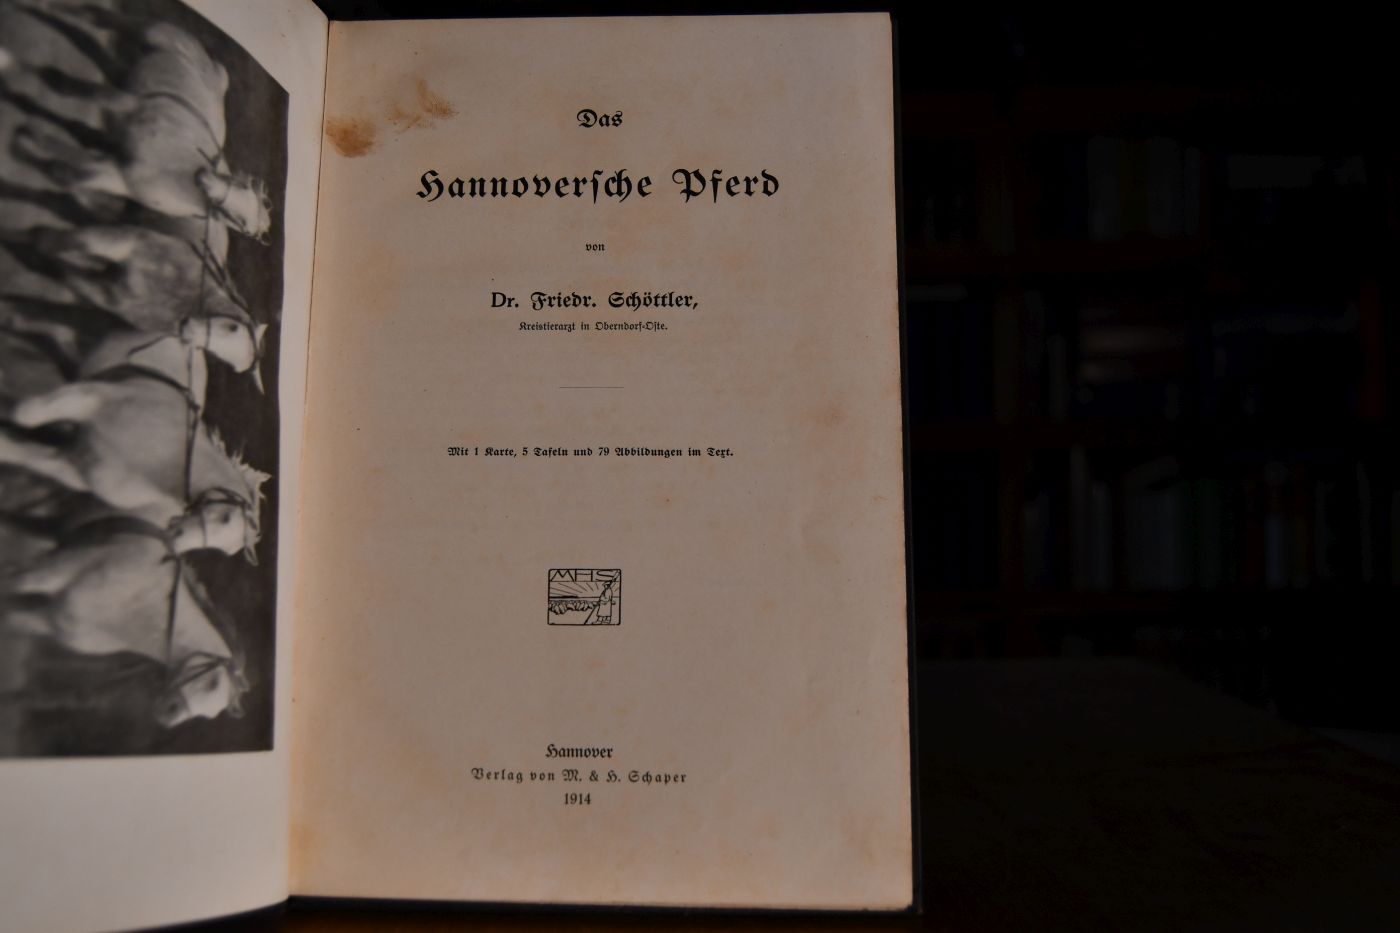 Das
Hannoversche Pferd
von
Dr. Friedr. Schöttler,
Kreistierarzt in Oberndorf-Oste.
Mit 1 Karte, 5 Tafeln und 79 Abbildungen im Text.
MHS
Hannover
Verlag von M. & H. Schaper
1914